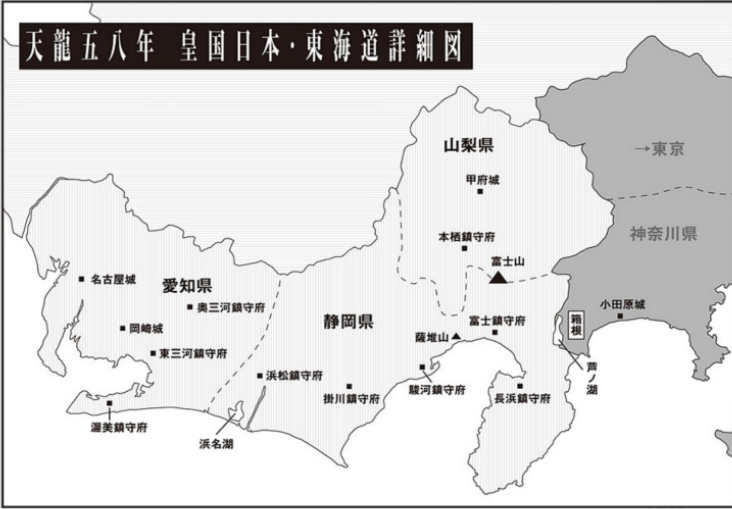 天龍五八年 皇国日本・東海道詳細図
山梨県
→東京
甲府城
神奈川県
本栖鎮守府
富士山
名古屋城
愛知県
奥三河鎮守府
小田原城
静岡県
富士鎮守府
箱根
岡崎城
薩埵山
東三河鎮守府
芦ノ湖
浜松鎮守府
掛川鎮守府
駿河鎮守府
長浜鎮守府
渥美鎮守府
浜名湖